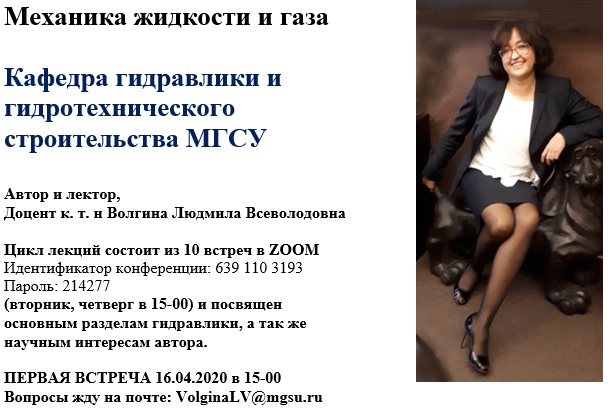 Механика жидкости и газа
Кафедра гидравлики и
гидротехнического
строительства МГСУ
Автор и лектор,
Доцент к. т. н Волгина Людмила Всеволодовна
Цикл лекций состоит из 10 встреч в ZOOM
Идентификатор конференции: 639 110 3193
Пароль: 214277
(вторник, четверг в 15-00) и посвящен
основным разделам гидравлики, а так же
научным интересам автора.
ПЕРВАЯ ВСТРЕЧА 16.04.2020 в 15-00
Вопросы жду на почте: VolginaLV@mgsu.ru